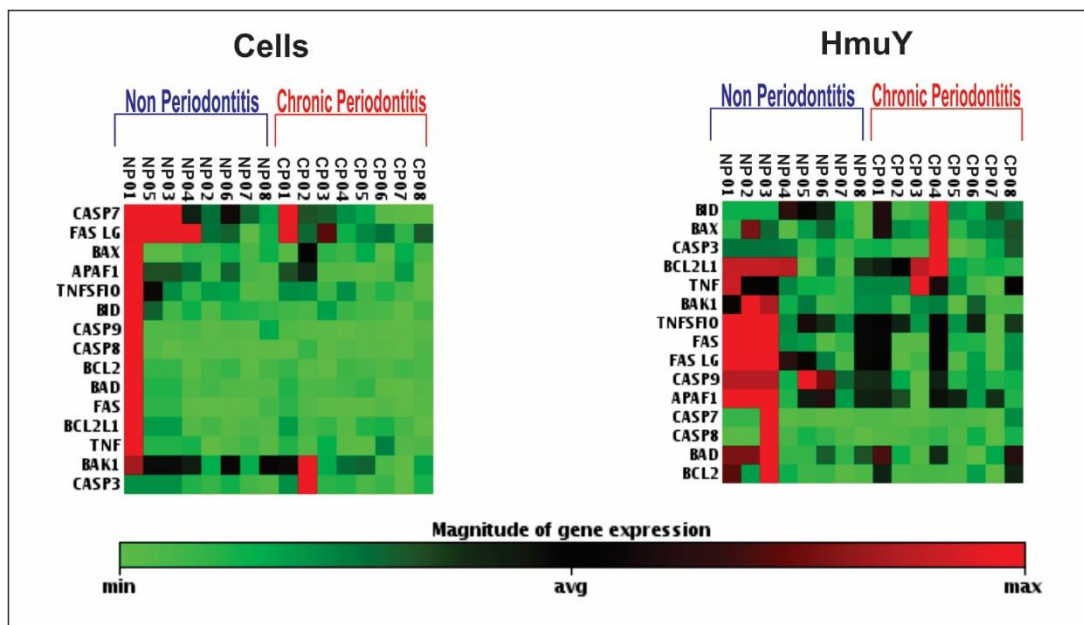 Cells
Non Periodontitis Chronic Periodontitis
NP01 NP05 NP03 NP04 NP02 NP06 NP07 NP08 CP01 CP02 CP03 CP05 CP06 CP07 CP08
CASP7
FAS LG
BAX
APAF1
TNFSF10
BID
CASP9
CASP8
BCL2
BAD
FAS
BCL2L1
TNF
BAK1
CASP3
HmuY
Non Periodontitis Chronic Periodontitis
NP01 NP02 NP03 NP04 NP05 NP06 NP07 NP08 CP01 CP02 CP03 CP04 CP05 CP06 CP07 CP08
BID
BAX
CASP3
BCL2L1
TNF
BAK1
TNFSF10
FAS
FAS LG
CASP9
APAF1
CASP7
CASP8
BAD
BCL2
Magnitude of gene expression
min avg max